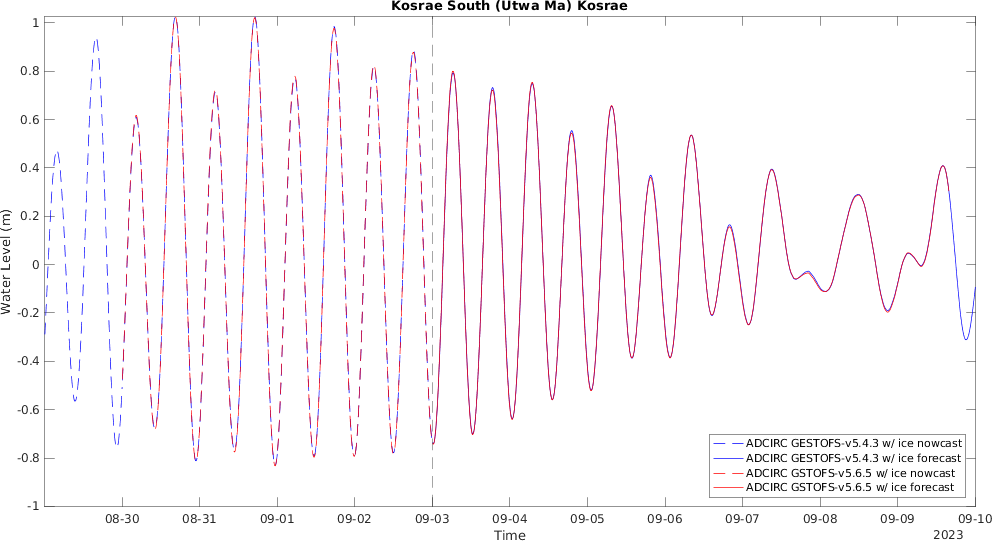 Kosrae South (Utwa Ma) Kosrae
1
0.8
0.6
0.4
0.2
0
-0.2
-0.4
-0.6
-0.8
-1
Water Level (m)
ADCIRC GESTOFS-v5.4.3 w/ ice nowcast
ADCIRC GESTOFS-v5.4.3 w/ ice forecast
ADCIRC GSTOFS-v5.6.5 w/ ice nowcast
ADCIRC GSTOFS-v5.6.5 w/ ice forecast
08-30 08-31 09-01 09-02 09-03 09-04 09-05 09-06 09-07 09-08 09-09 09-10
Time
2023